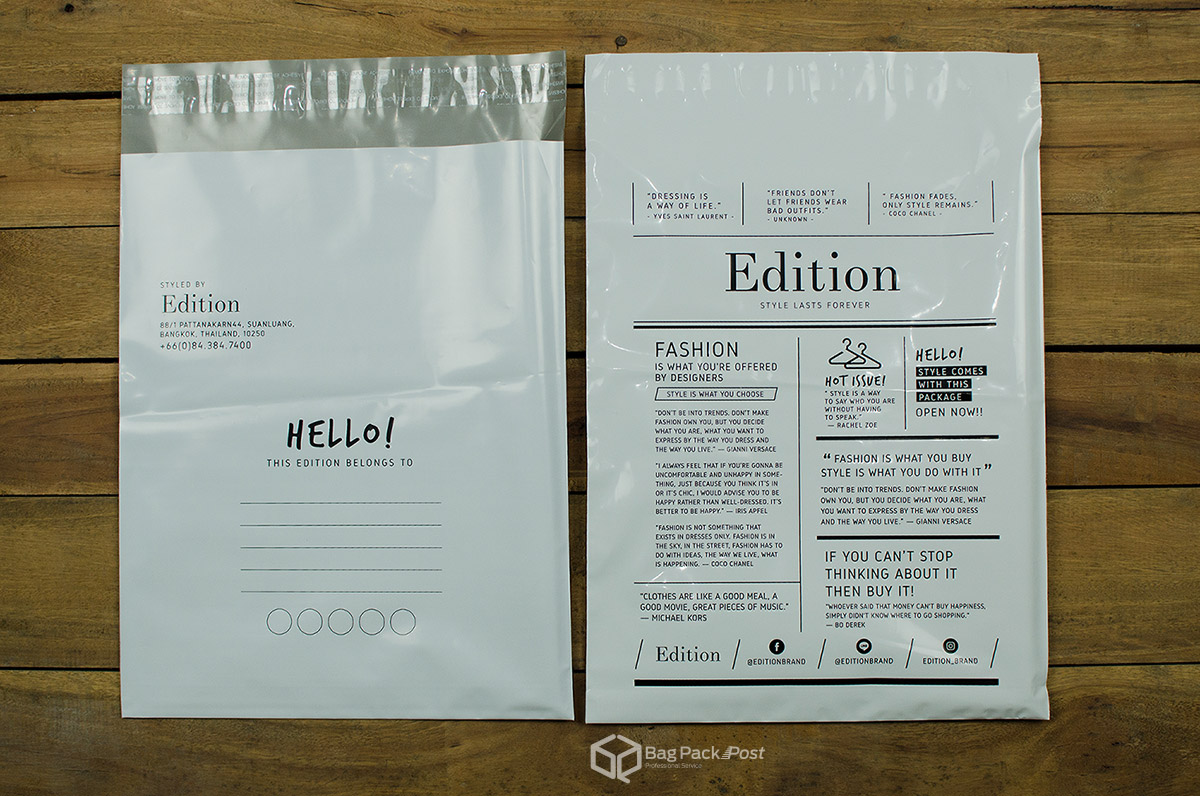 STYLED BY
Edition
88/1 PATTANAKARN44, SUANLUANG,
BANGKOK, THAILAND, 10250
+66(0)84.384.7400
HELLO!
THIS EDITION BELONGS TO
"DRESSING IS
A WAY OF LIFE."
- YVES SAINT LAURENT -
"FRIENDS DON'T
LET FRIENDS WEAR
BAD OUTFITS."
- UNKNOWN -
" FASHION FADES,
ONLY STYLE REMAINS."
- COCO CHANEL -
Edition
STYLE LASTS FOREVER
FASHION
IS WHAT YOU'RE OFFERED
BY DESIGNERS
STYLE IS WHAT YOU CHOOSE
"DON'T BE INTO TRENDS. DON'T MAKE
FASHION OWN YOU, BUT YOU DECIDE
WHAT YOU ARE, WHAT YOU WANT TO
EXPRESS BY THE WAY YOU DRESS AND
THE WAY YOU LIVE." — GIANNI VERSACE
"I ALWAYS FEEL THAT IF YOU'RE GONNA BE
UNCOMFORTABLE AND UNHAPPY IN SOME-
THING, JUST BECAUSE YOU THINK IT'S IN
OR IT'S CHIC, I WOULD ADVISE YOU TO BE
HAPPY RATHER THAN WELL-DRESSED. IT'S
BETTER TO BE HAPPY." — IRIS APFEL
"FASHION IS NOT SOMETHING THAT
EXISTS IN DRESSES ONLY. FASHION IS IN
THE SKY, IN THE STREET, FASHION HAS TO
DO WITH IDEAS, THE WAY WE LIVE, WHAT
IS HAPPENING. — COCO CHANEL
"CLOTHES ARE LIKE A GOOD MEAL, A
GOOD MOVIE, GREAT PIECES OF MUSIC."
— MICHAEL KORS
HOT ISSUE!
" STYLE IS A WAY
TO SAY WHO YOU ARE
WITHOUT HAVING
TO SPEAK."
— RACHEL ZOE
HELLO!
STYLE COMES
WITH THIS
PACKAGE
OPEN NOW!!
" FASHION IS WHAT YOU BUY
STYLE IS WHAT YOU DO WITH IT "
"DON'T BE INTO TRENDS. DON'T MAKE FASHION
OWN YOU, BUT YOU DECIDE WHAT YOU ARE, WHAT
YOU WANT TO EXPRESS BY THE WAY YOU DRESS
AND THE WAY YOU LIVE." — GIANNI VERSACE
IF YOU CAN'T STOP
THINKING ABOUT IT
THEN BUY IT!
"WHOEVER SAID THAT MONEY CAN'T BUY HAPPINESS,
SIMPLY DIDN'T KNOW WHERE TO GO SHOPPING."
— BO DEREK
Edition
@EDITIONBRAND
@EDITIONBRAND
EDITION_BRAND
Bag Pack Post
Professional Service